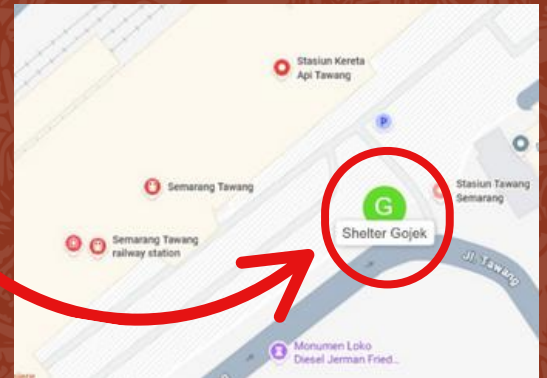 Stasiun Kereta
Api Tawang
P
Semarang Tawang
G
Shelter Gojek
Stasiun Tawang
Semarang
Semarang Tawang
railway station
Jl. Tawang
Monumen Loko
Diesel Jerman Fried...